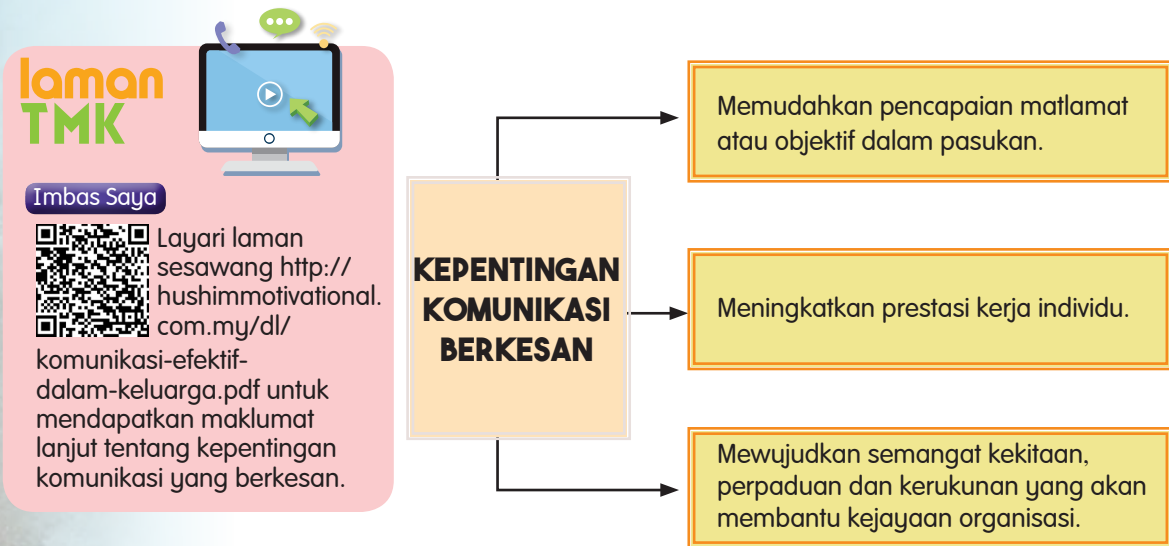 laman
TMK
Imbas Saya
Layari laman
sesawang http://
hushimmotivational.
com.my/dl/
komunikasi-efektif-
dalam-keluarga.pdf untuk
mendapatkan maklumat
lanjut tentang kepentingan
komunikasi yang berkesan.
KEPENTINGAN
KOMUNIKASI
BERKESAN
Memudahkan pencapaian matlamat
atau objektif dalam pasukan.
Meningkatkan prestasi kerja individu.
Mewujudkan semangat kekitaan,
perpaduan dan kerukunan yang akan
membantu kejayaan organisasi.